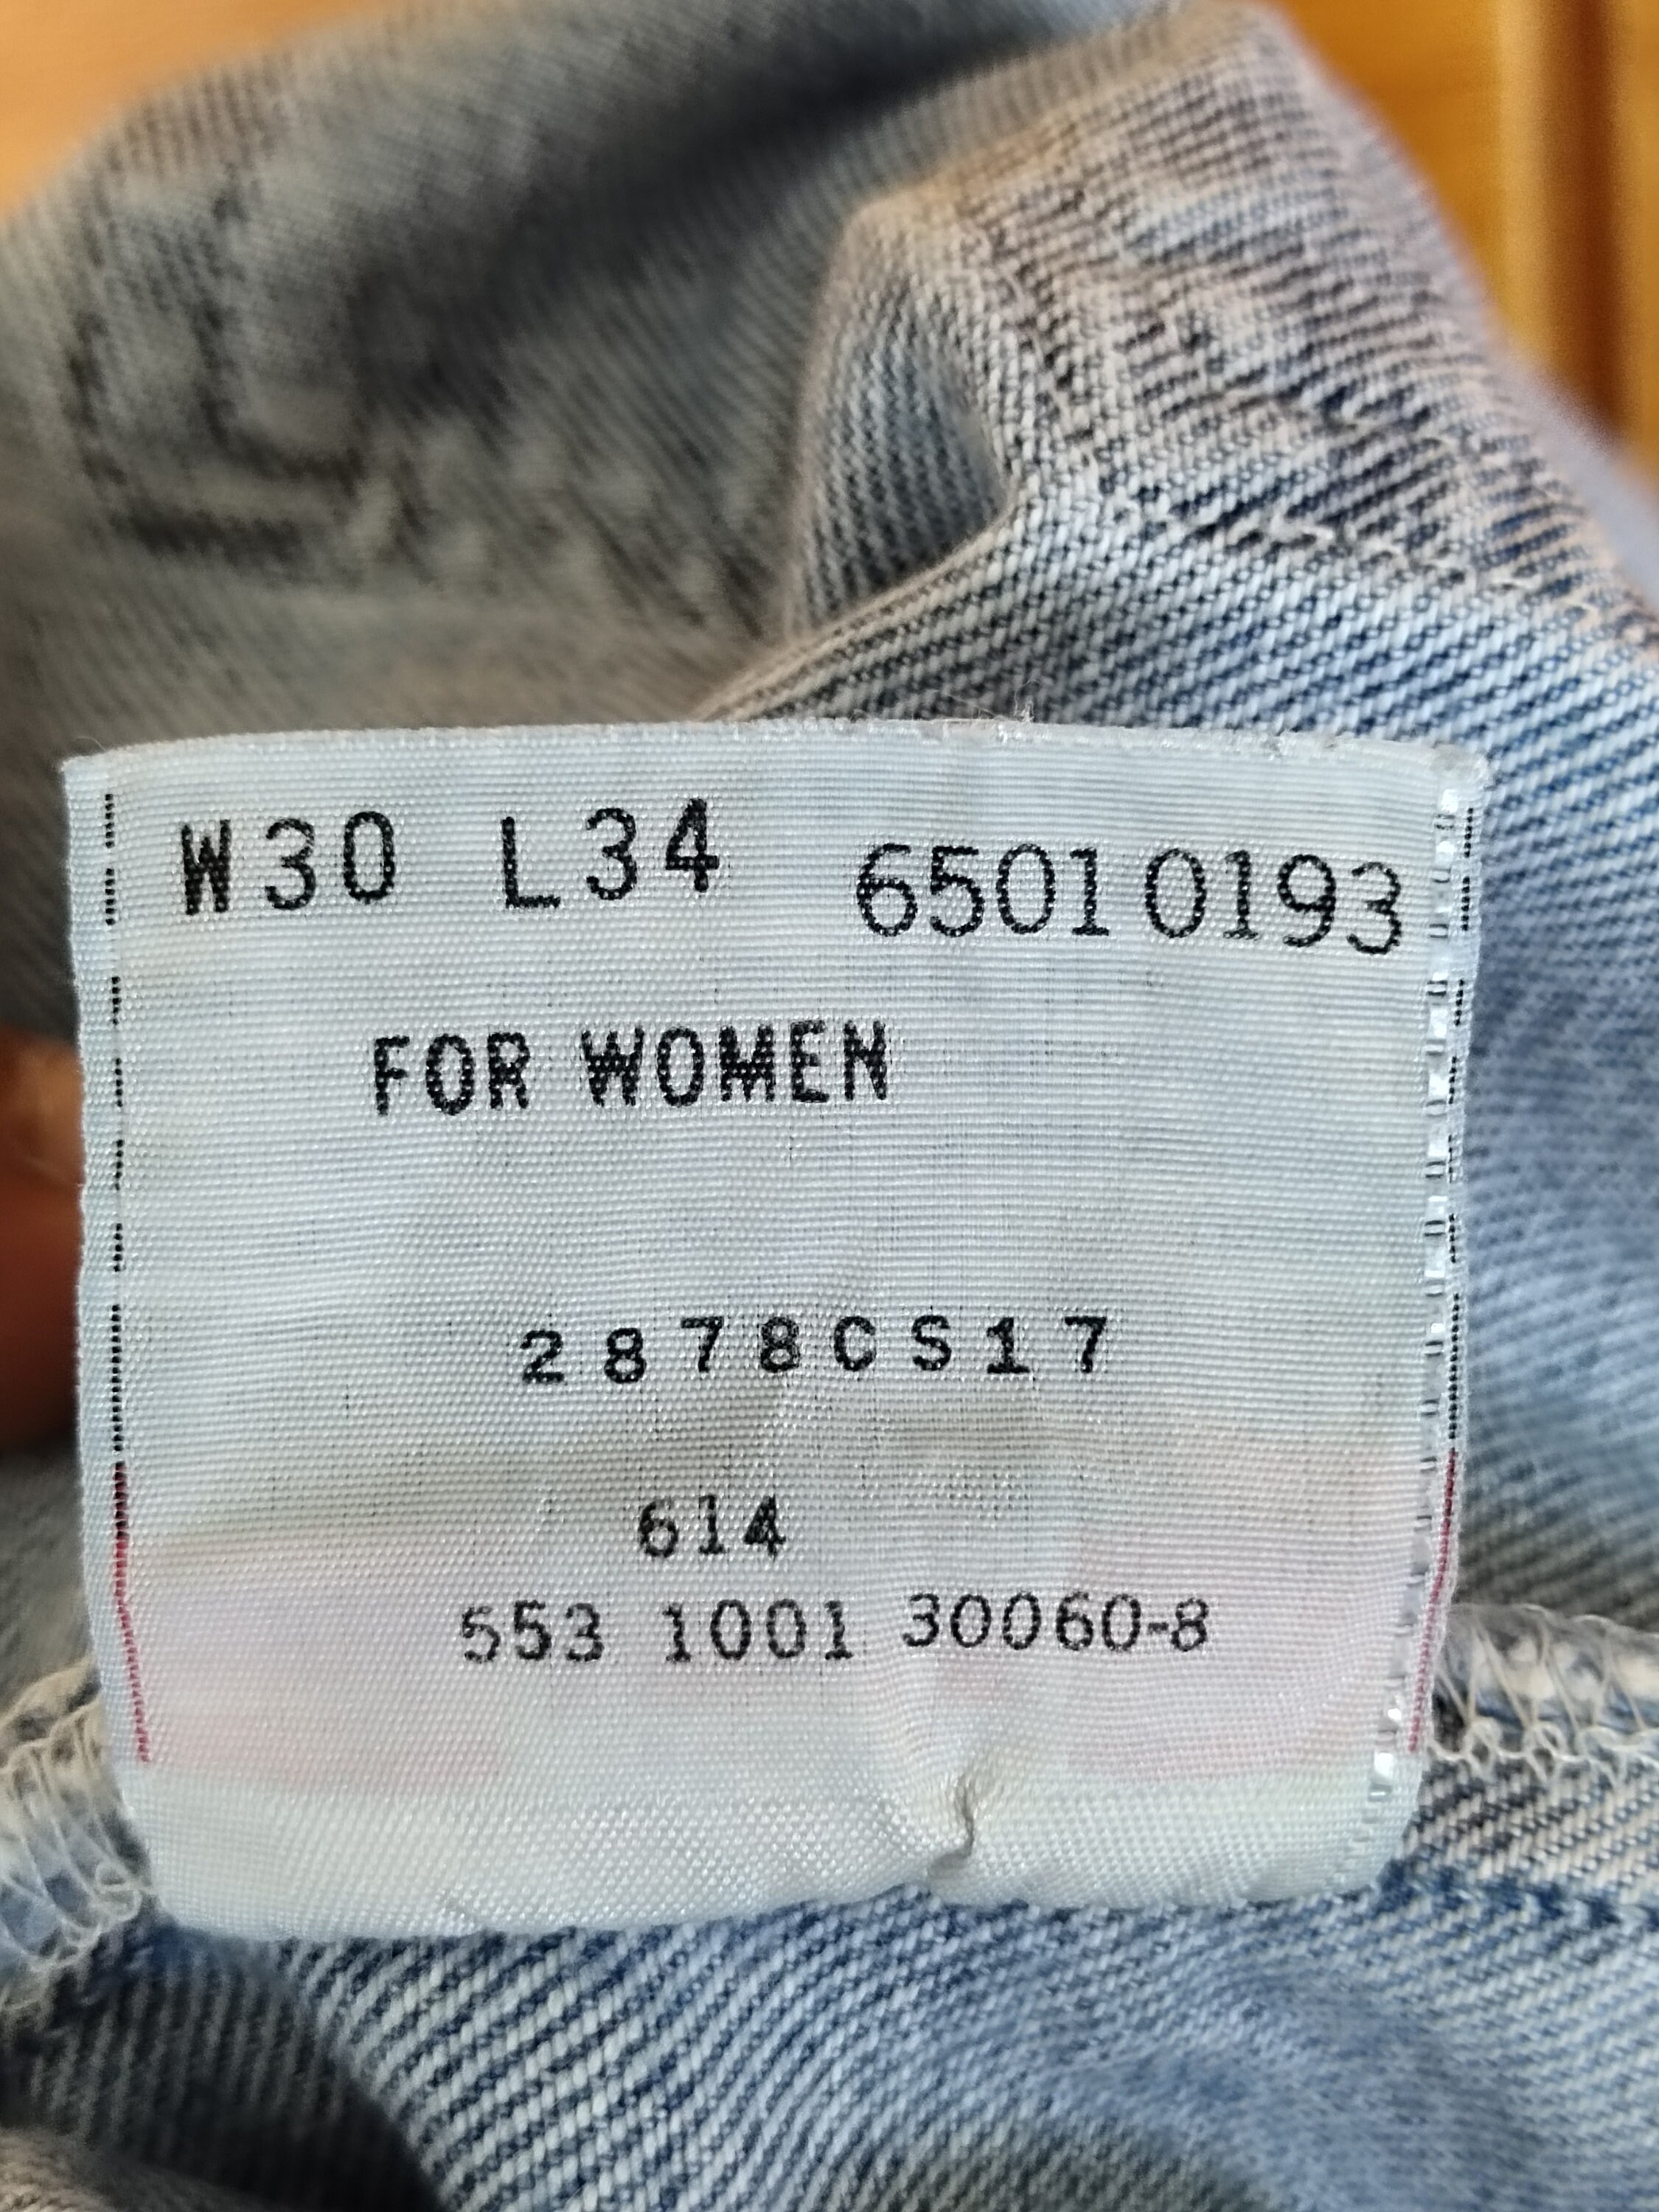 W30 L34 65010193
FOR WOMEN
2878CS17
614
553 1001 30060-8